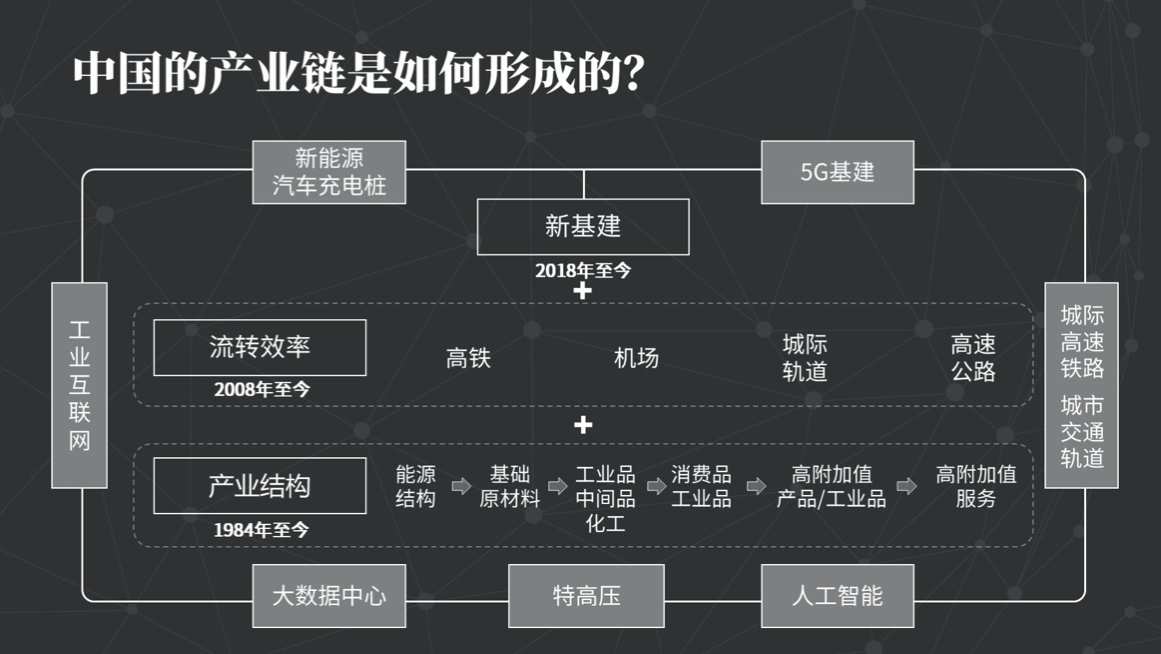 中国的产业链是如何形成的?
新能源
汽车充电桩
5G基建
新基建
2018年至今
+
工
业
互
联
网
流转效率
2008年至今
高铁
机场
城际
轨道
高速
公路
城际
高速
铁路
城市
交通
轨道
+
产业结构
1984年至今
能源
结构
基础
原材料
工业品
中间品
化工
消费品
工业品
高附加值
产品/工业品
高附加值
服务
大数据中心
特高压
人工智能